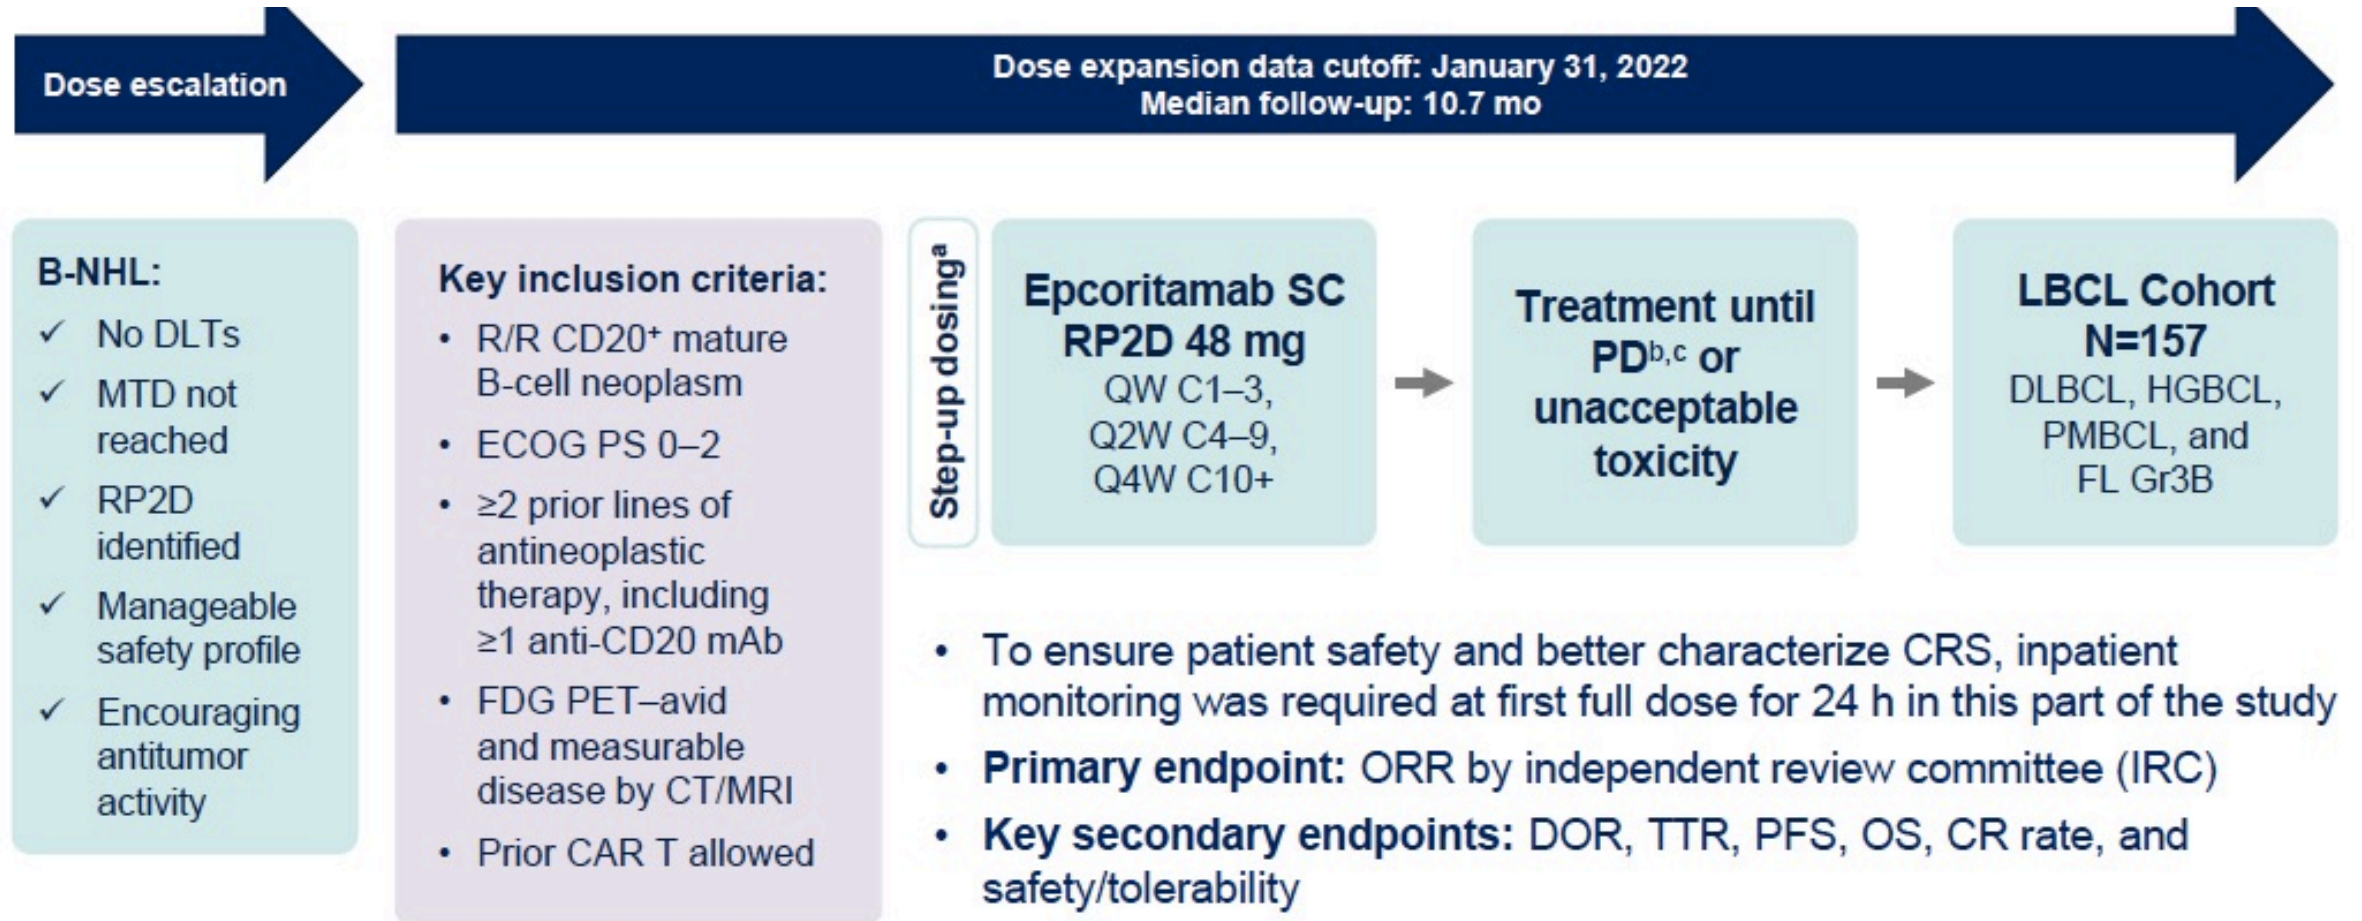 Dose escalation
Dose expansion data cutoff: January 31, 2022
Median follow-up: 10.7 mo
B-NHL:
✓ No DLTs
✓ MTD not
reached
✓ RP2D
identified
✓ Manageable
safety profile
✓ Encouraging
antitumor
activity
Key inclusion criteria:
• R/R CD20⁺ mature
B-cell neoplasm
• ECOG PS 0–2
• ≥2 prior lines of
antineoplastic
therapy, including
≥1 anti-CD20 mAb
• FDG PET–avid
and measurable
disease by CT/MRI
• Prior CAR T allowed
Step-up dosingᵃ
Epcoritamab SC
RP2D 48 mg
QW C1–3,
Q2W C4–9,
Q4W C10+
Treatment until
PDᵇ,ᶜ or
unacceptable
toxicity
LBCL Cohort
N=157
DLBCL, HGBCL,
PMBCL, and
FL Gr3B
• To ensure patient safety and better characterize CRS, inpatient
monitoring was required at first full dose for 24 h in this part of the study
• Primary endpoint: ORR by independent review committee (IRC)
• Key secondary endpoints: DOR, TTR, PFS, OS, CR rate, and
safety/tolerability